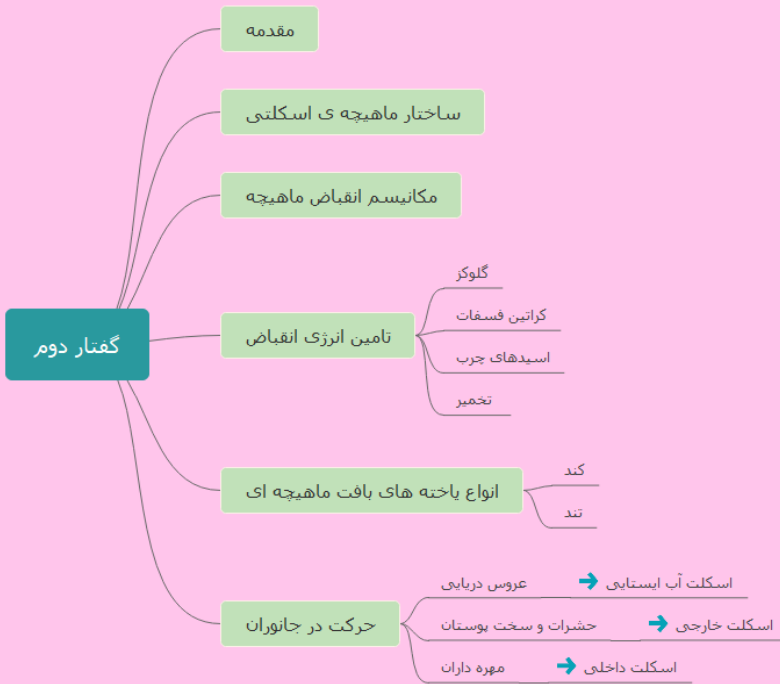 گفتار دوم
مقدمه
ساختار ماهیچه ی اسکلتی
مکانیسم انقباض ماهیچه
تامین انرژی انقباض
گلوکز
کراتین فسفات
اسیدهای چرب
تخمیر
انواع یاخته های بافت ماهیچه ای
کند
تند
حرکت در جانوران
عروس دریایی
اسکلت آب ایستایی
حشرات و سخت پوستان
اسکلت خارجی
مهره داران
اسکلت داخلی